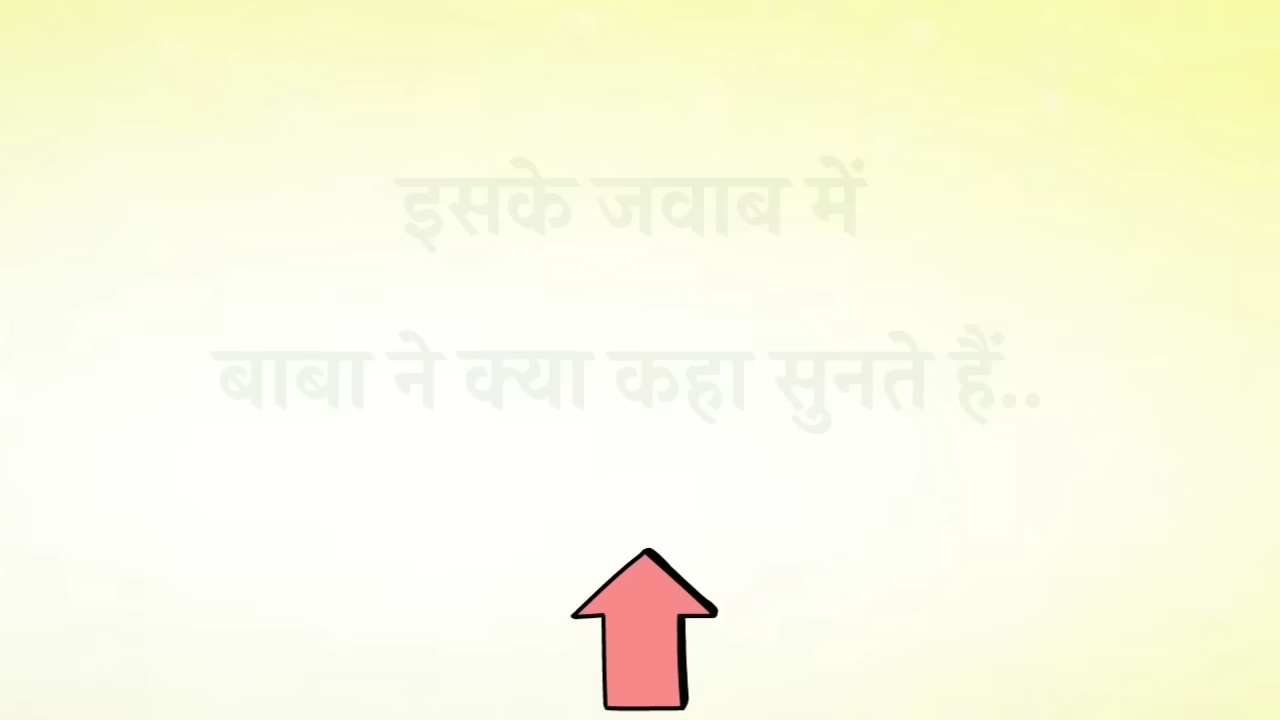 इसके जवाब में
बाबा ने क्या कहा सुनते हैं..